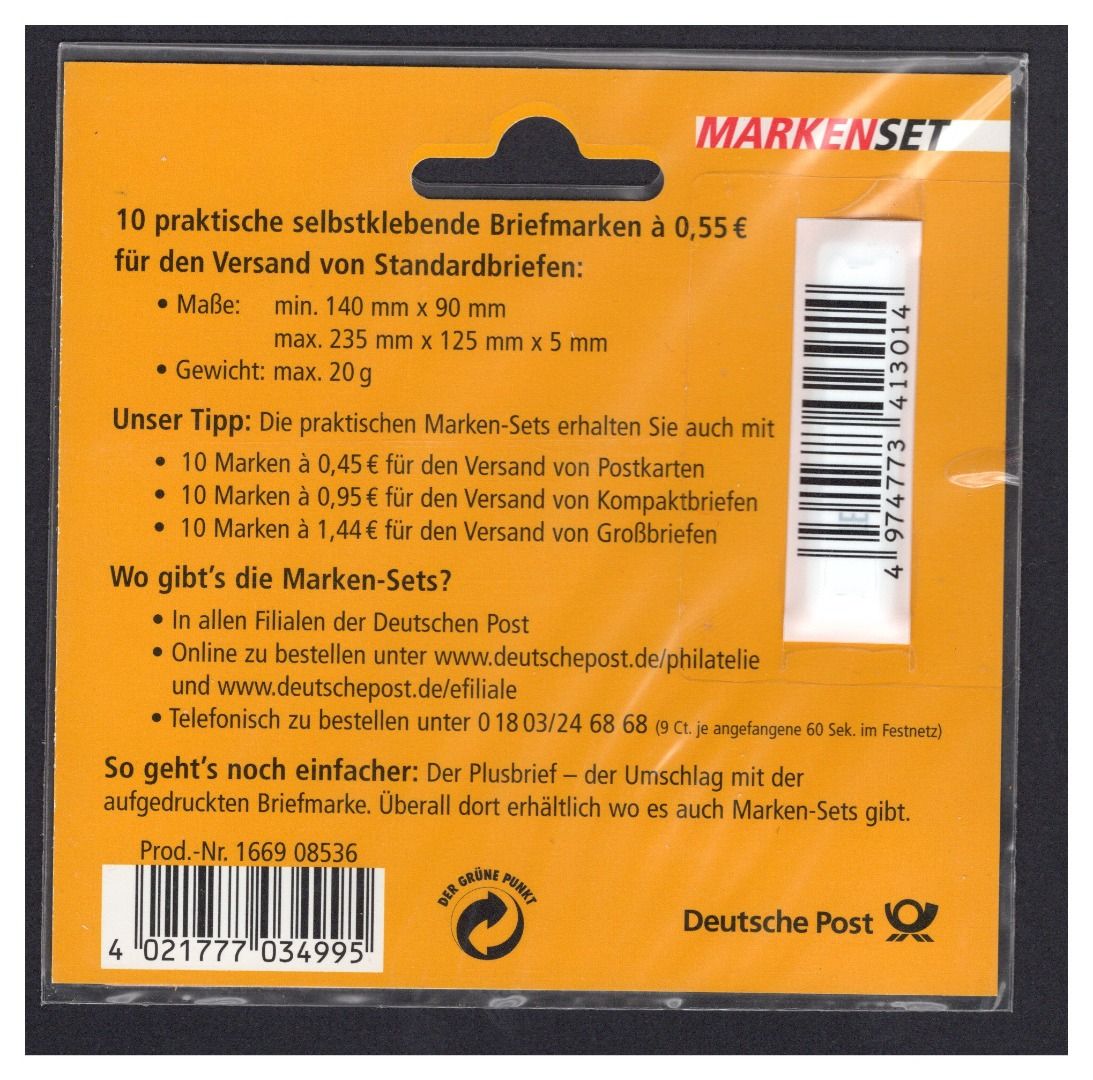 MARKENSET
10 praktische selbstklebende Briefmarken à 0,55 €
für den Versand von Standardbriefen:
• Maße: min. 140 mm x 90 mm
max. 235 mm x 125 mm x 5 mm
• Gewicht: max. 20 g
Unser Tipp: Die praktischen Marken-Sets erhalten Sie auch mit
• 10 Marken à 0,45 € für den Versand von Postkarten
• 10 Marken à 0,95 € für den Versand von Kompaktbriefen
• 10 Marken à 1,44 € für den Versand von Großbriefen
Wo gibt's die Marken-Sets?
• In allen Filialen der Deutschen Post
• Online zu bestellen unter www.deutschepost.de/philatelie
und www.deutschepost.de/efiliale
• Telefonisch zu bestellen unter 0 18 03/24 68 68 (9 Ct. je angefangene 60 Sek. im Festnetz)
So geht's noch einfacher: Der Plusbrief – der Umschlag mit der
aufgedruckten Briefmarke. Überall dort erhältlich wo es auch Marken-Sets gibt.
Prod.-Nr. 1669 08536
4 021777 034995
DER GRÜNE PUNKT
Deutsche Post
4 974773 413014